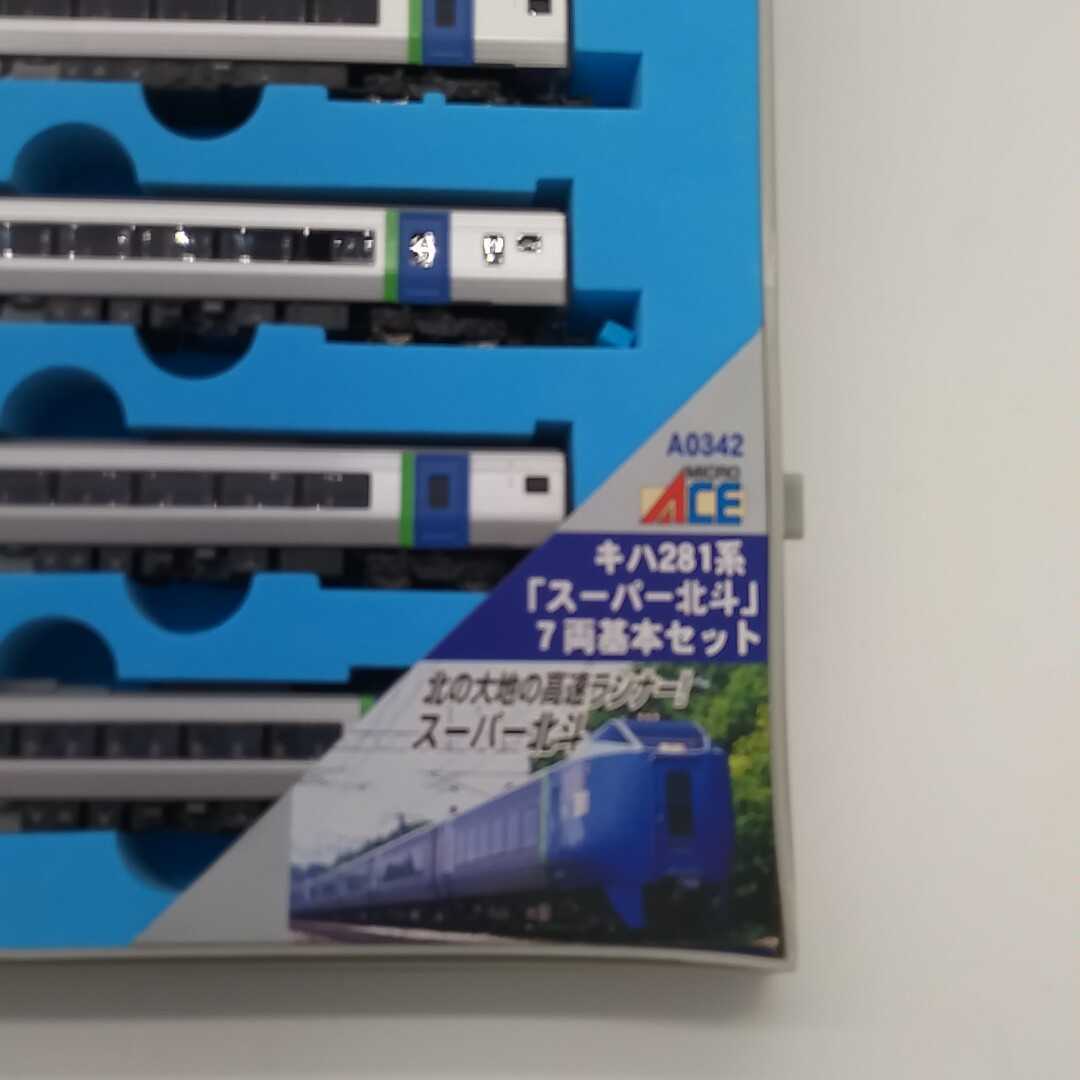 A0342
MICRO
ACE
キハ281系
「スーパー北斗」
7両基本セット
北の大地の高速ランナー!
スーパー北斗